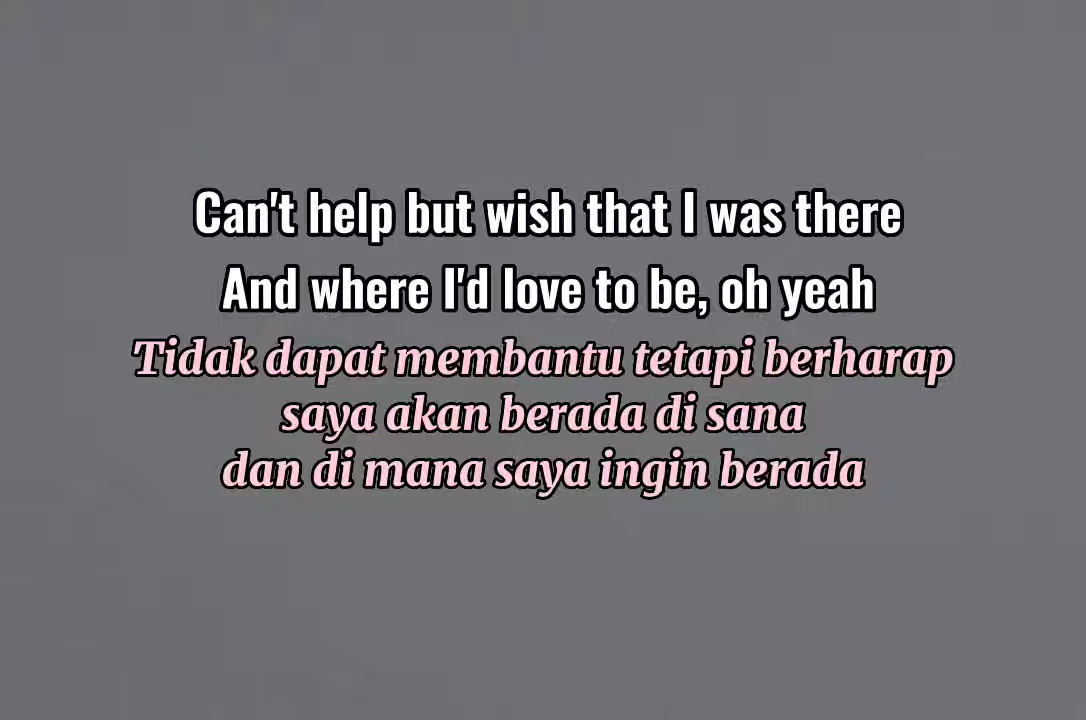 Can't help but wish that I was there
And where I'd love to be, oh yeah
Tidak dapat membantu tetapi berharap
saya akan berada di sana
dan di mana saya ingin berada